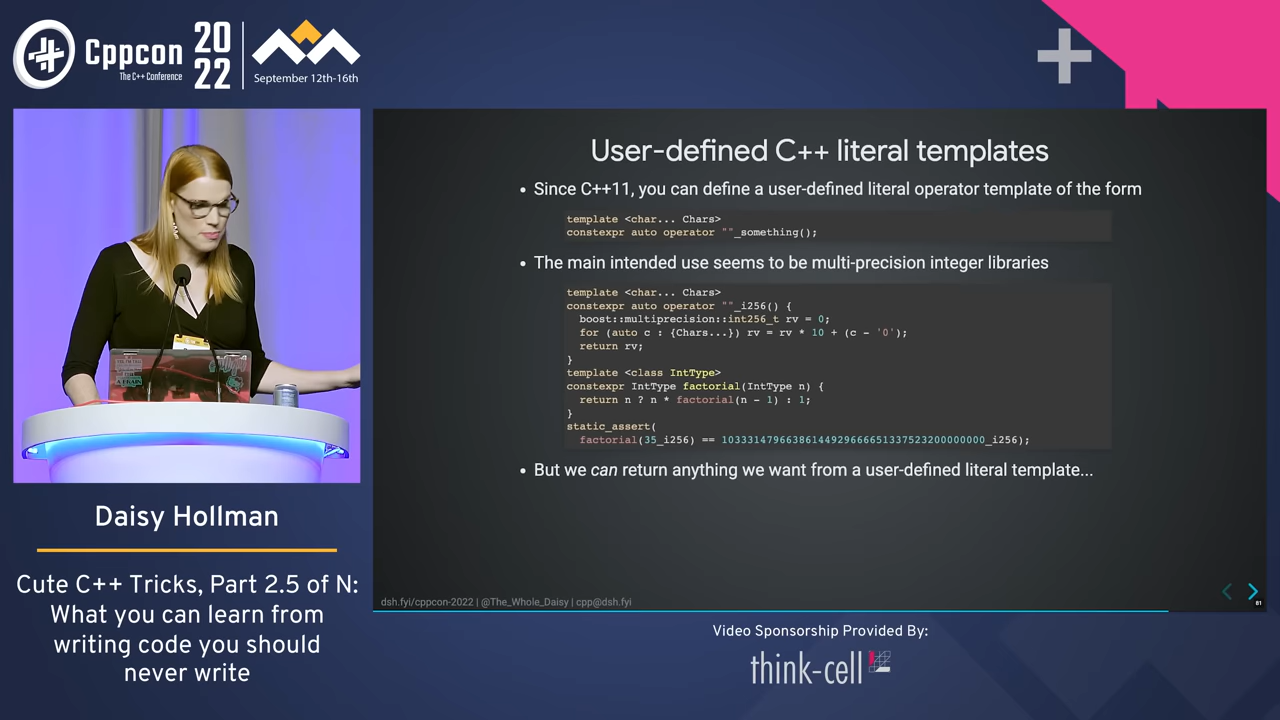 Cppcon
The C++ Conference
20
22
September 12th-16th
User-defined C++ literal templates
• Since C++11, you can define a user-defined literal operator template of the form
template <char... Chars>
constexpr auto operator ""_something();
• The main intended use seems to be multi-precision integer libraries
template <char... Chars>
constexpr auto operator ""_i256() {
boost::multiprecision::int256_t rv = 0;
for (auto c : {Chars...}) rv = rv * 10 + (c - '0');
return rv;
}
template <class IntType>
constexpr IntType factorial(IntType n) {
return n ? n * factorial(n - 1) : 1;
}
static_assert(
factorial(35_i256) == 10333147966386144929666651337523200000000_i256);
• But we can return anything we want from a user-defined literal template...
dsh.fyi/cppcon-2022 | @The_Whole_Daisy | cpp@dsh.fyi
81
Daisy Hollman
Cute C++ Tricks, Part 2.5 of N:
What you can learn from
writing code you should
never write
Video Sponsorship Provided By:
think-cell